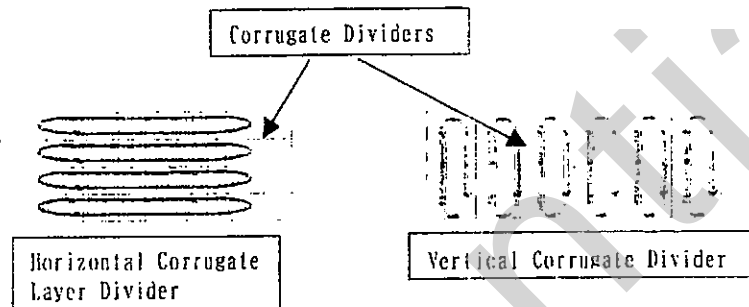 Corrugate Dividers
Horizontal Corrugate
Layer Divider
Vertical Corrugate Divider